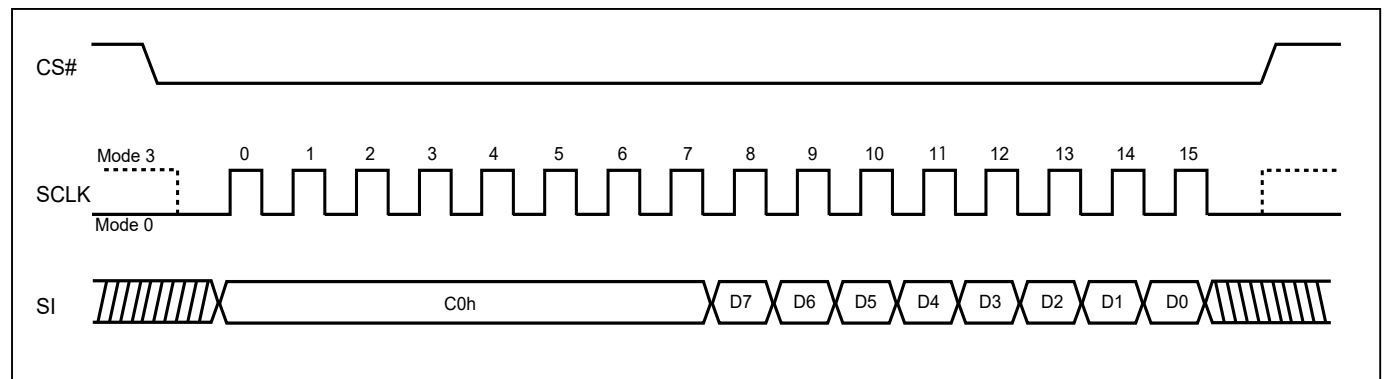 CS#
Mode 3 0 1 2 3 4 5 6 7 8 9 10 11 12 13 14 15
SCLK
Mode 0
SI C0h D7 D6 D5 D4 D3 D2 D1 D0